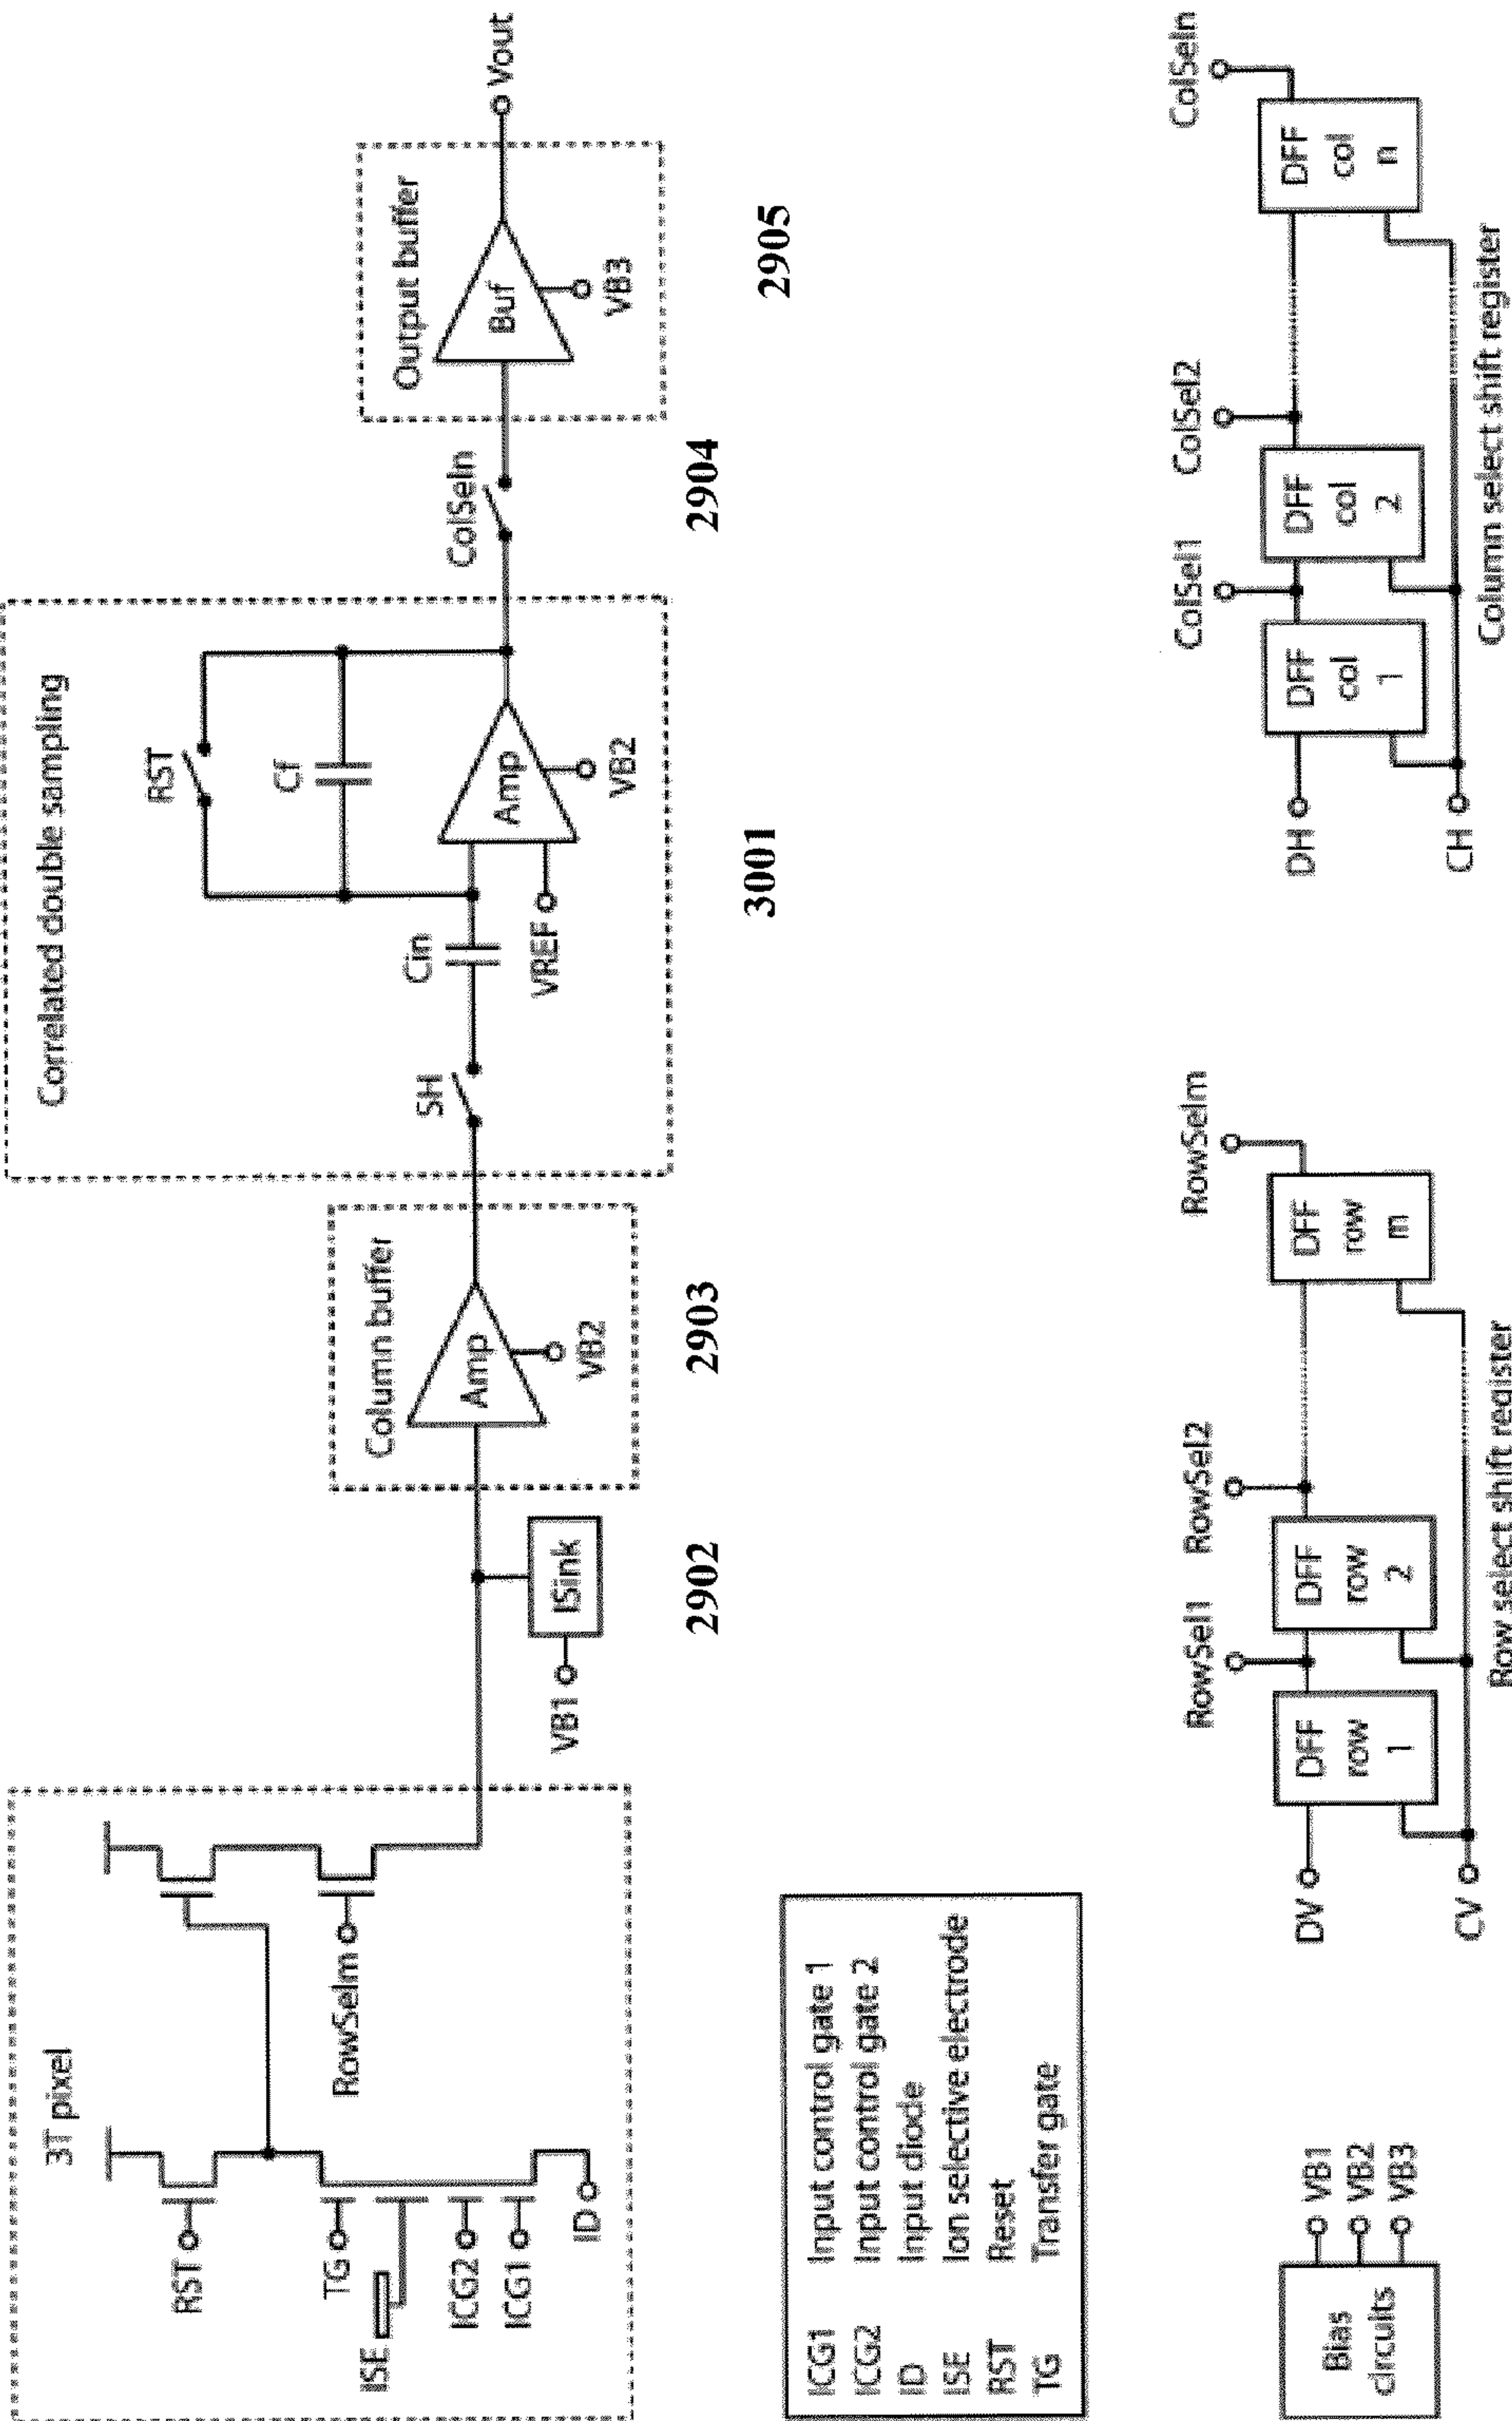 3T pixel
RST
TG
ISE
ICG2
ICG1
ID
RowSelm
VB1
ISink
2902
Column buffer
Amp
VB2
2903
Correlated double sampling
RST
Cf
SH
Cin
Amp
VREF
VB2
3001
ColSeln
2904
Output buffer
Buf
VB3
Vout
2905
ICG1 Input control gate 1
ICG2 Input control gate 2
ID Input diode
ISE Ion selective electrode
RST Reset
TG Transfer gate
Bias
circuits
VB1
VB2
VB3
RowSel1
RowSel2
RowSelm
DV
DFF
row
1
DFF
row
2
DFF
row
m
CV
Row select shift register
ColSel1
ColSel2
ColSeln
DH
DFF
col
1
DFF
col
2
DFF
col
n
CH
Column select shift register